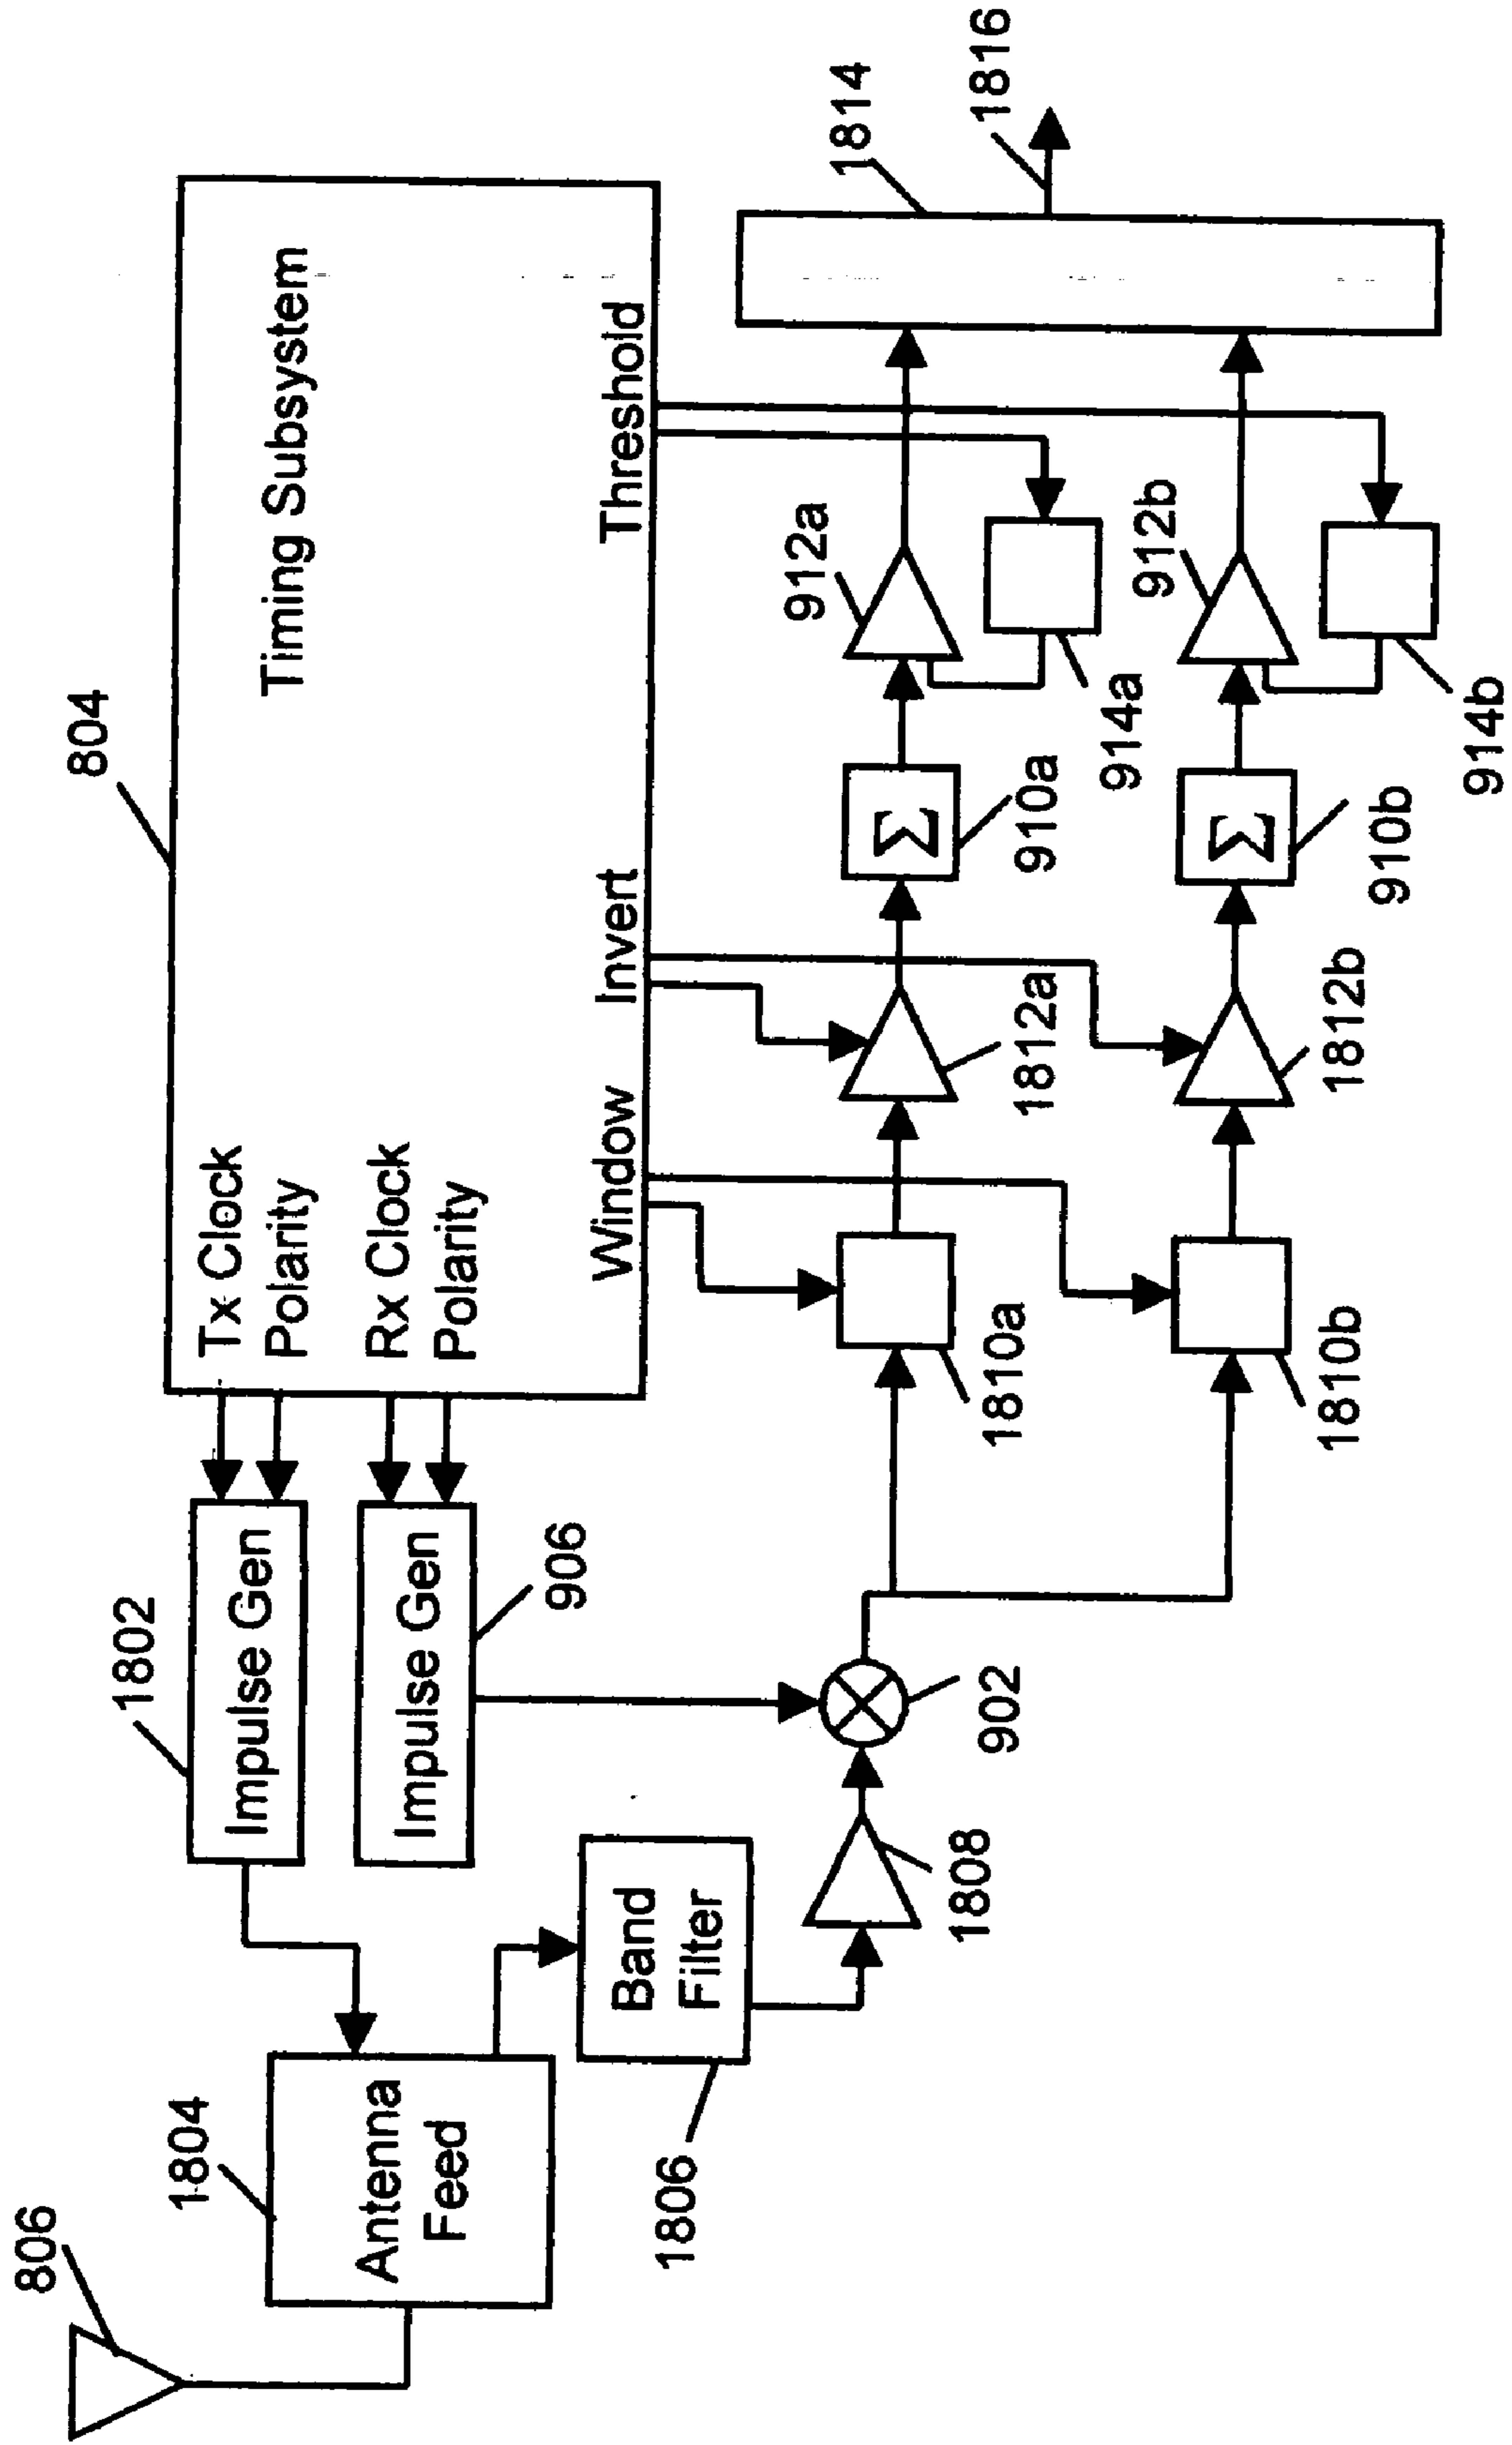 806
1804
Antenna
Feed
1802
Impulse Gen
Impulse Gen
906
804
Tx Clock
Polarity
Rx Clock
Polarity
Timing Subsystem
Window
Invert
Threshold
Band
Filter
1806
1808
902
1810a
1812a
Σ
910a
912a
914a
1810b
1812b
Σ
910b
912b
914b
1814
1816